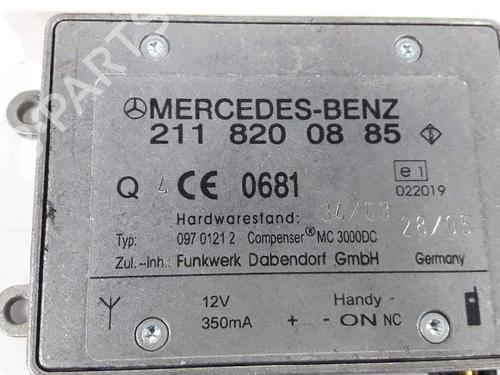 MERCEDES-BENZ
211 820 08 85
Q 4 CE 0681
e1
022019
Hardwarestand: 34/03
28/05
Typ: 097 0121 2 Compenser® MC 3000DC
Zul.-Inh.: Funkwerk Dabendorf GmbH Germany
12V Handy
350mA + - ON NC